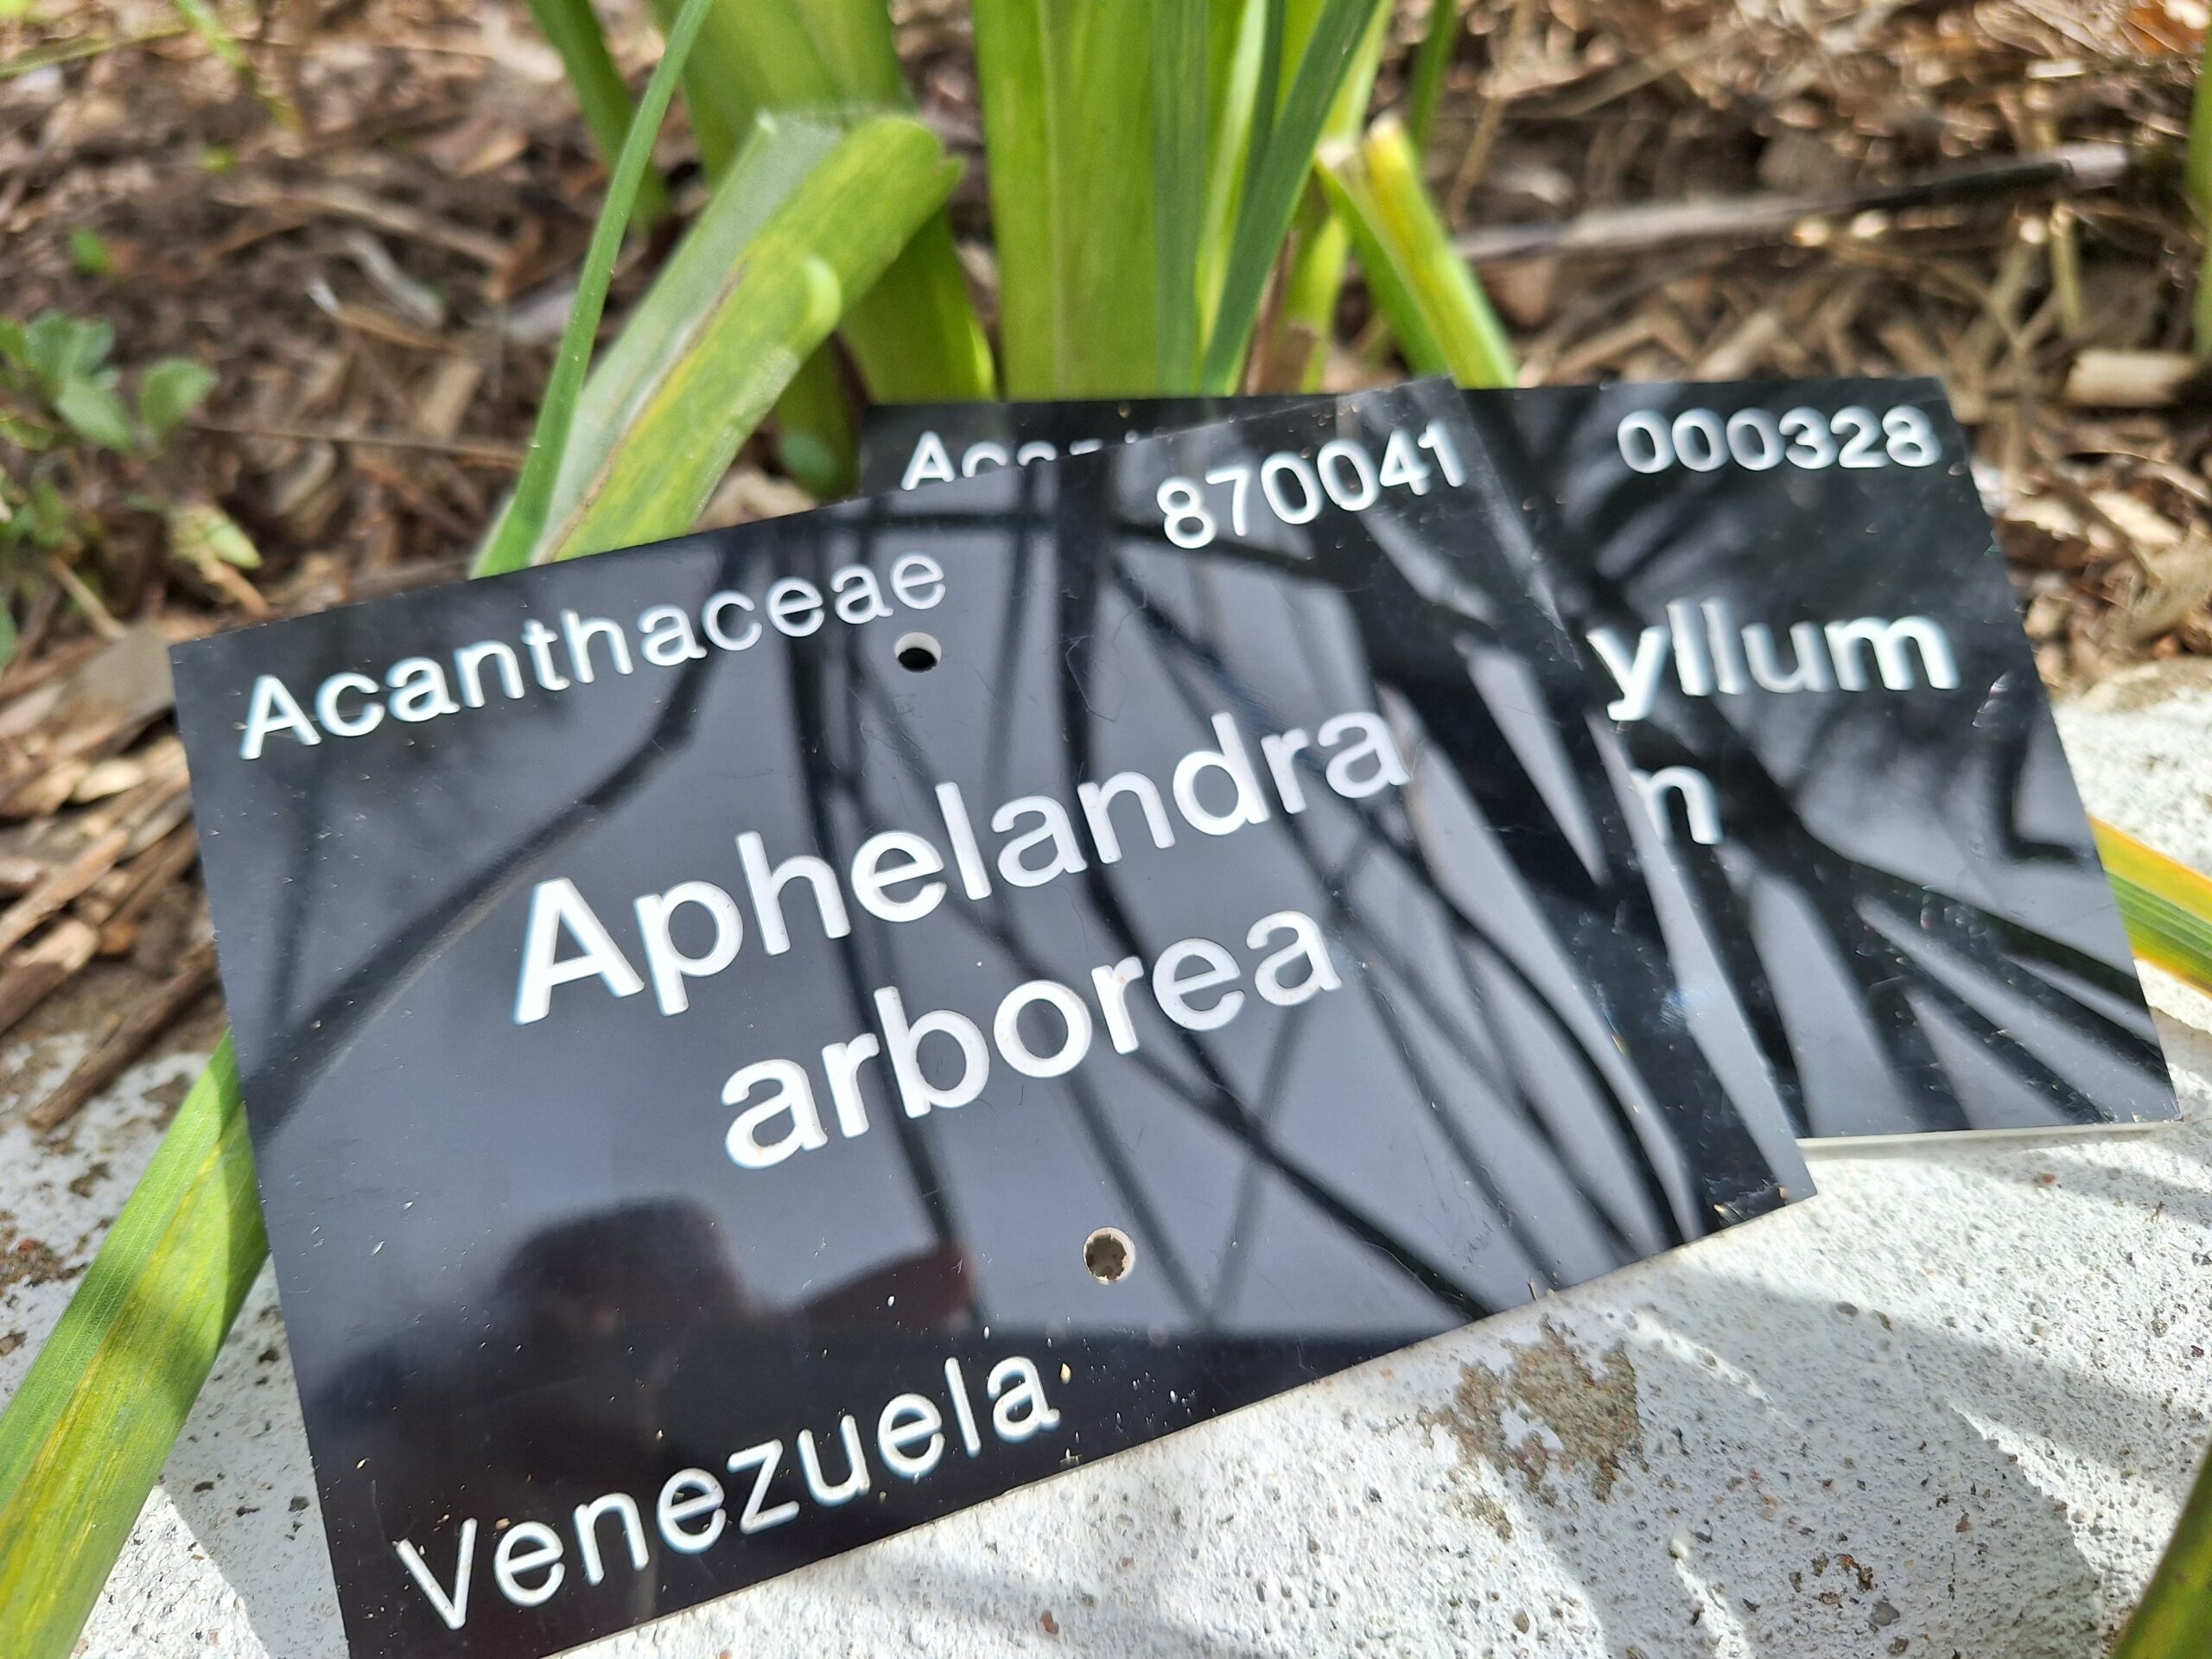 Acanthaceae 870041
Aphelandra
arborea
Venezuela
000328
yllum
n